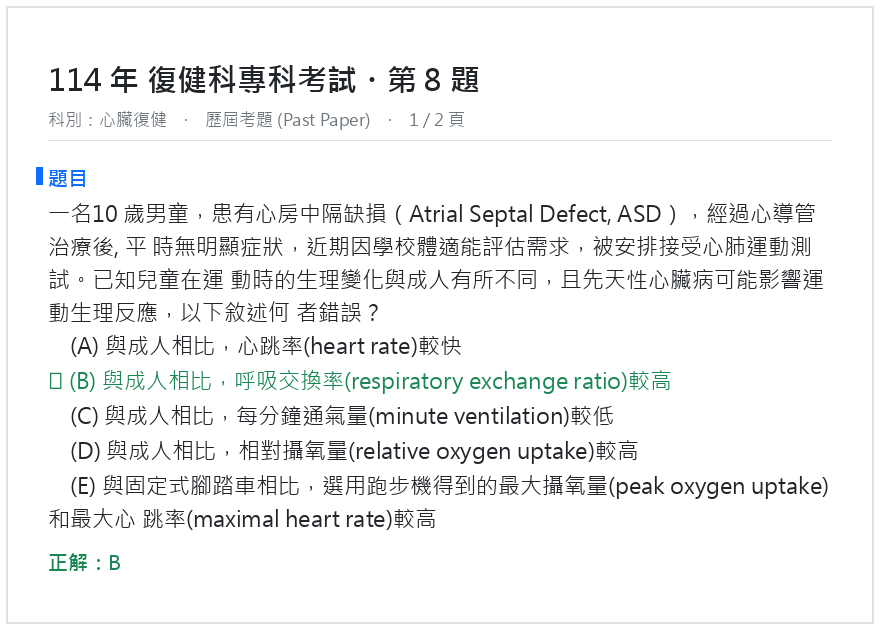 114 年 復健科專科考試・第 8 題
科別：心臟復健 · 歷屆考題 (Past Paper) · 1 / 2 頁
題目
一名10 歲男童，患有心房中隔缺損（Atrial Septal Defect, ASD），經過心導管
治療後, 平 時無明顯症狀，近期因學校體適能評估需求，被安排接受心肺運動測
試。已知兒童在運 動時的生理變化與成人有所不同，且先天性心臟病可能影響運
動生理反應，以下敘述何 者錯誤？
(A) 與成人相比，心跳率(heart rate)較快
□ (B) 與成人相比，呼吸交換率(respiratory exchange ratio)較高
(C) 與成人相比，每分鐘通氣量(minute ventilation)較低
(D) 與成人相比，相對攝氧量(relative oxygen uptake)較高
(E) 與固定式腳踏車相比，選用跑步機得到的最大攝氧量(peak oxygen uptake)
和最大心 跳率(maximal heart rate)較高
正解：B